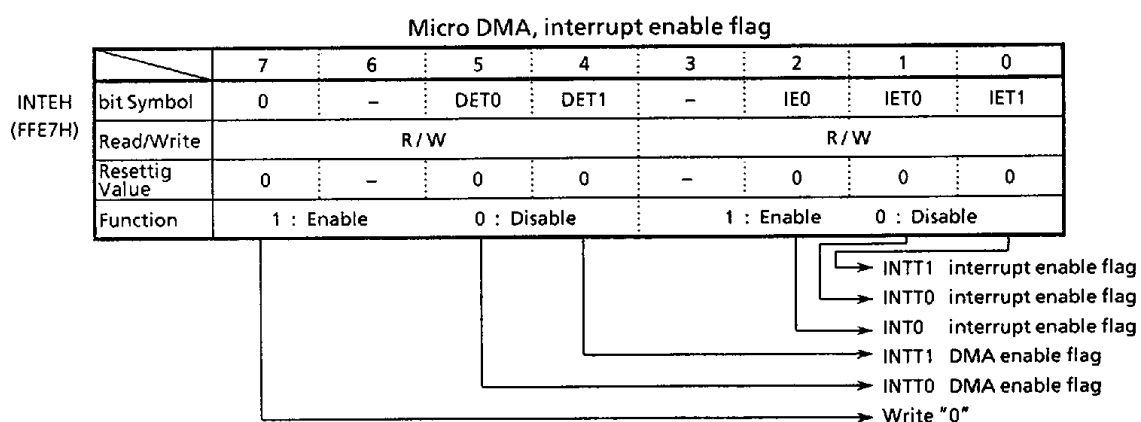 Micro DMA, interrupt enable flag
7 6 5 4 3 2 1 0
INTEH (FFE7H)
bit Symbol 0 – DET0 DET1 – IE0 IET0 IET1
Read/Write R/W R/W
Resettig Value 0 – 0 0 – 0 0 0
Function 1 : Enable 0 : Disable 1 : Enable 0 : Disable
INTT1 interrupt enable flag
INTT0 interrupt enable flag
INT0 interrupt enable flag
INTT1 DMA enable flag
INTT0 DMA enable flag
Write "0"